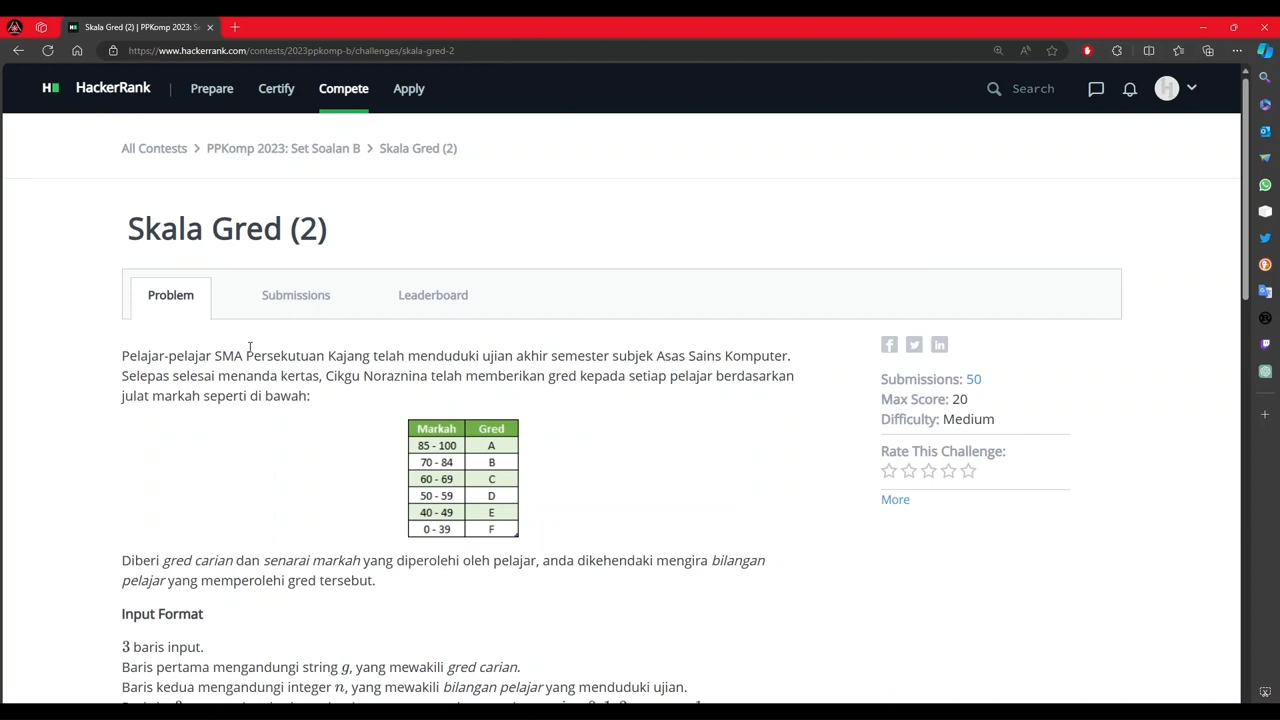 Skala Gred (2) | PPKomp 2023: S
https://www.hackerrank.com/contests/2023ppkomp-b/challenges/skala-gred-2
HackerRank | Prepare Certify Compete Apply Search
All Contests > PPKomp 2023: Set Soalan B > Skala Gred (2)
Skala Gred (2)
Problem Submissions Leaderboard
Pelajar-pelajar SMA Persekutuan Kajang telah menduduki ujian akhir semester subjek Asas Sains Komputer.
Selepas selesai menanda kertas, Cikgu Noraznina telah memberikan gred kepada setiap pelajar berdasarkan
julat markah seperti di bawah:
Markah Gred
85 - 100 A
70 - 84 B
60 - 69 C
50 - 59 D
40 - 49 E
0 - 39 F
Diberi gred carian dan senarai markah yang diperolehi oleh pelajar, anda dikehendaki mengira bilangan
pelajar yang memperolehi gred tersebut.
Input Format
3 baris input.
Baris pertama mengandungi string g, yang mewakili gred carian.
Baris kedua mengandungi integer n, yang mewakili bilangan pelajar yang menduduki ujian.
Submissions: 50
Max Score: 20
Difficulty: Medium
Rate This Challenge:
More